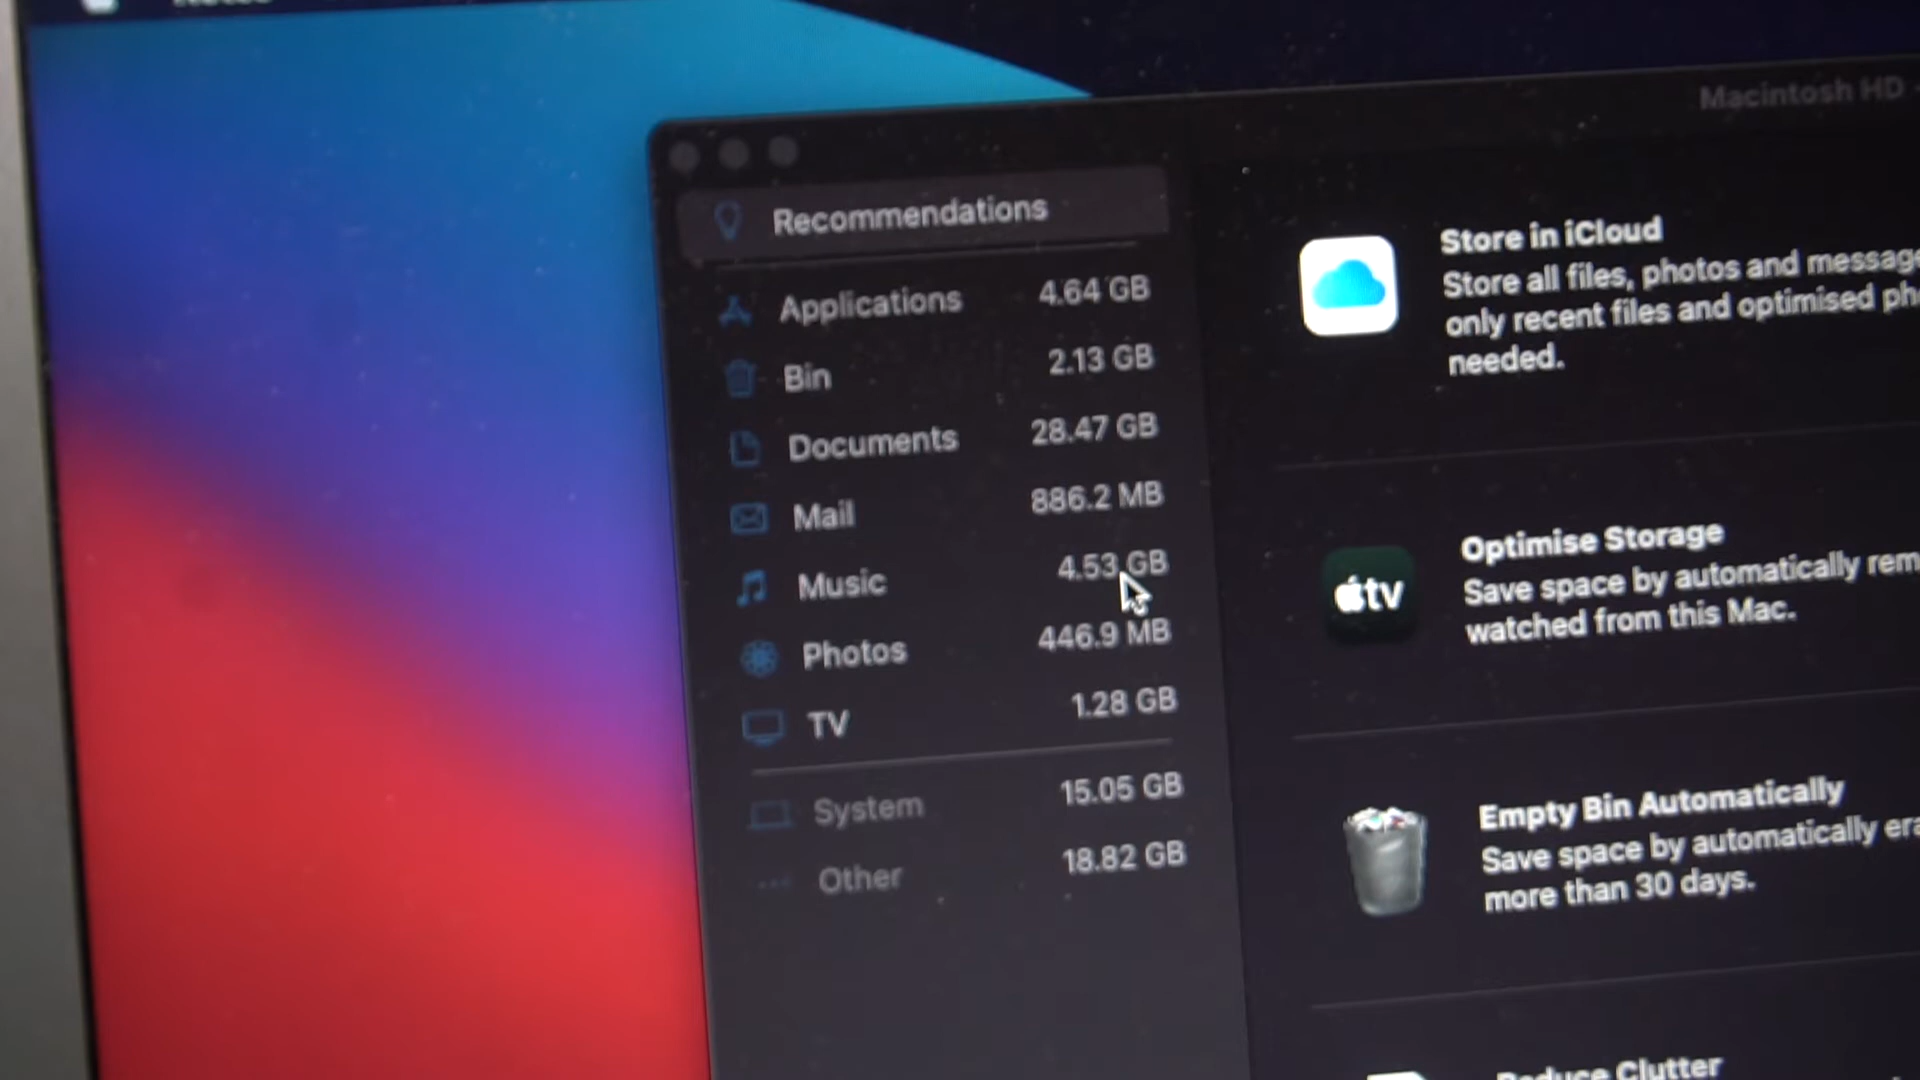 Notes
Macintosh HD
Recommendations
Applications 4.64 GB
Bin 2.13 GB
Documents 28.47 GB
Mail 886.2 MB
Music 4.53 GB
Photos 446.9 MB
TV 1.28 GB
System 15.05 GB
Other 18.82 GB
Store in iCloud
Store all files, photos and message
only recent files and optimised ph
needed.
tv
Optimise Storage
Save space by automatically rem
watched from this Mac.
Empty Bin Automatically
Save space by automatically era
more than 30 days.
Reduce Clutter